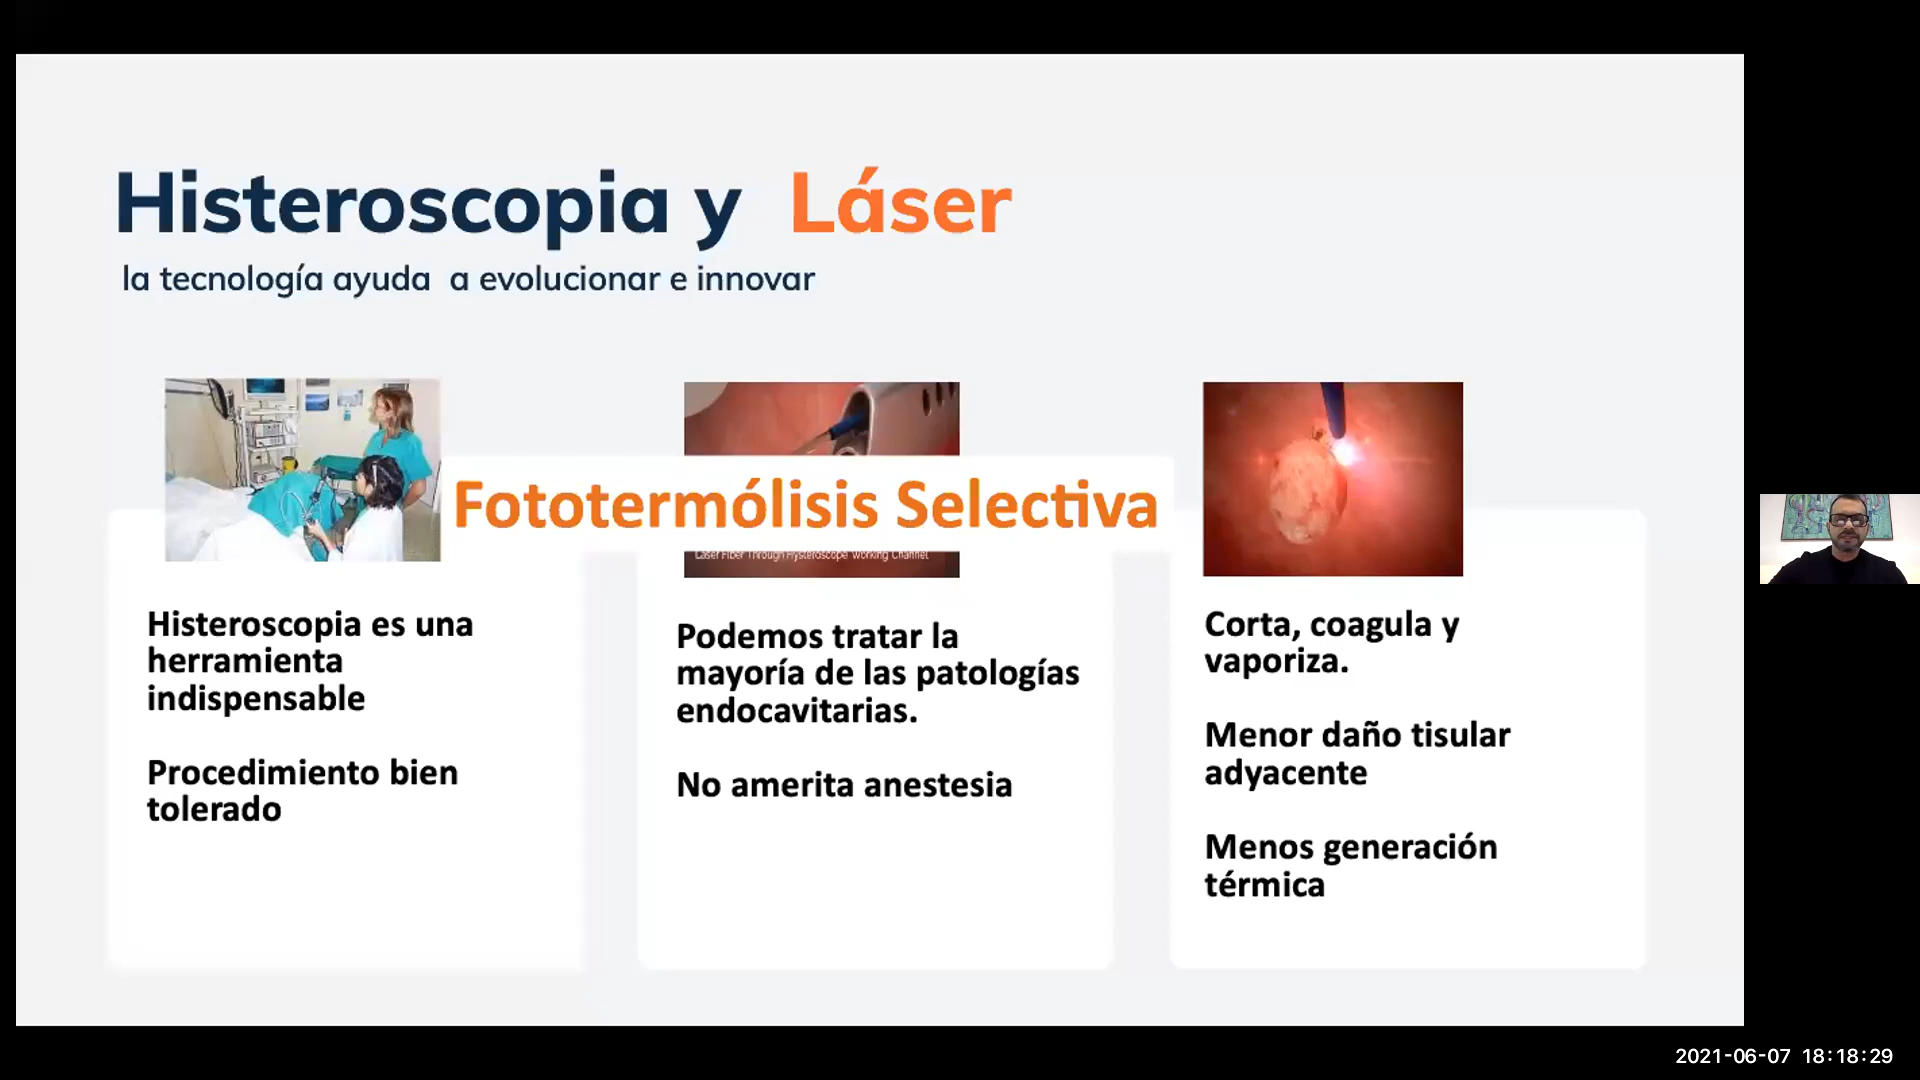 Histeroscopia y Láser
la tecnología ayuda a evolucionar e innovar
Fototermólisis Selectiva
Laser Fiber Through Hysteroscope Working Channel
Histeroscopia es una
herramienta
indispensable
Procedimiento bien
tolerado
Podemos tratar la
mayoría de las patologías
endocavitarias.
No amerita anestesia
Corta, coagula y
vaporiza.
Menor daño tisular
adyacente
Menos generación
térmica
2021-06-07 18:18:29